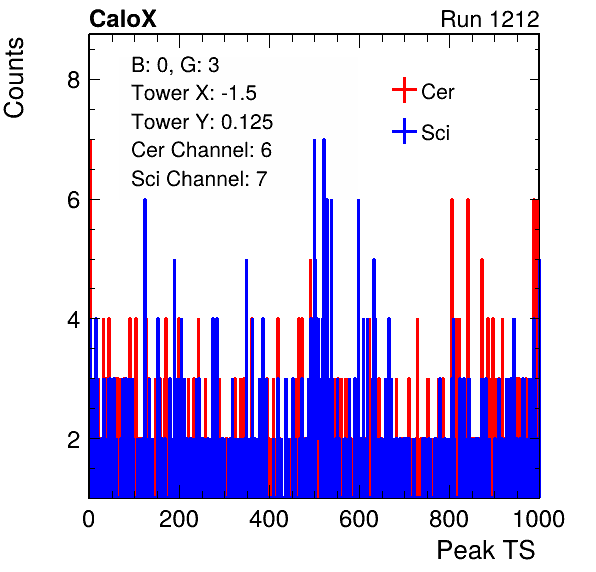 CaloX Run 1212
Counts
8
6
4
2
B: 0, G: 3
Tower X: -1.5
Tower Y: 0.125
Cer Channel: 6
Sci Channel: 7
Cer
Sci
0 200 400 600 800 1000
Peak TS